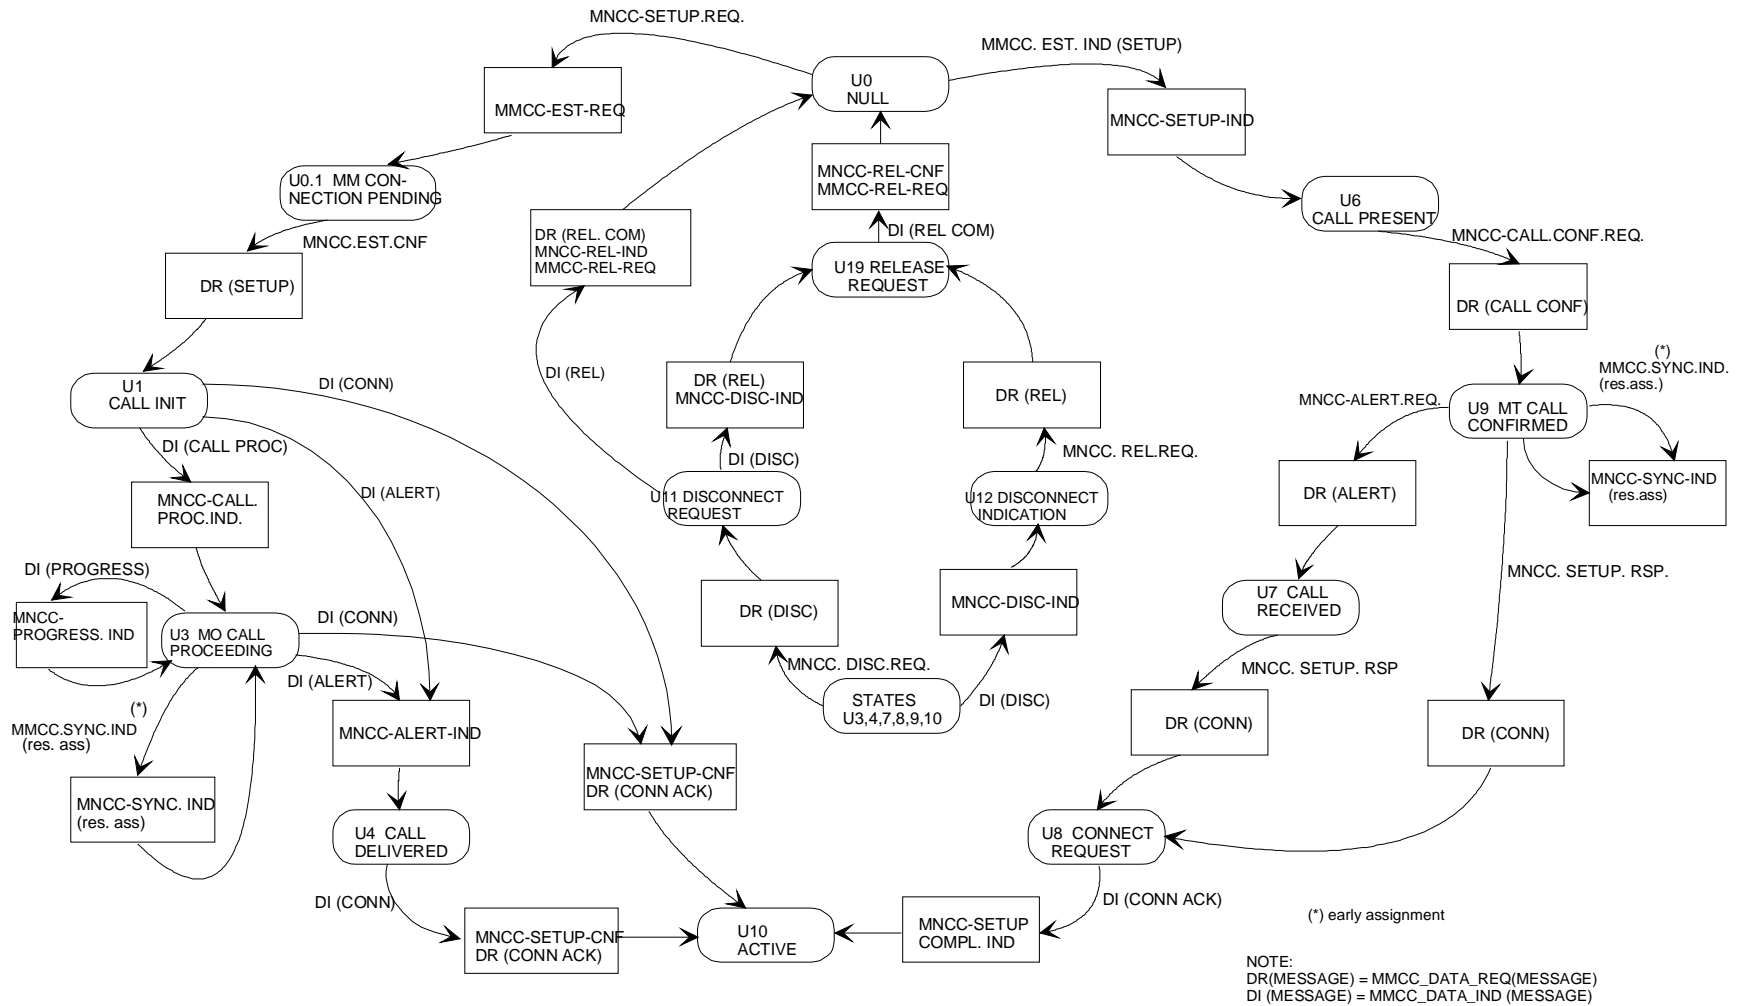 MNCC-SETUP.REQ.
MMCC. EST. IND (SETUP)
U0
NULL
MMCC-EST-REQ
MNCC-SETUP-IND
MNCC-REL-CNF
MMCC-REL-REQ
U0.1 MM CON-
NECTION PENDING
U6
CALL PRESENT
MNCC.EST.CNF
DR (REL. COM)
MNCC-REL-IND
MMCC-REL-REQ
DI (REL COM)
MNCC-CALL.CONF.REQ.
DR (SETUP)
U19 RELEASE
REQUEST
DR (CALL CONF)
U1
CALL INIT
DI (CONN)
DI (REL)
DR (REL)
MNCC-DISC-IND
DR (REL)
(*)
MMCC.SYNC.IND.
(res.ass.)
MNCC-ALERT.REQ.
U9 MT CALL
CONFIRMED
DI (CALL PROC)
DI (DISC)
MNCC. REL.REQ.
MNCC-CALL.
PROC.IND.
DI (ALERT)
U11 DISCONNECT
REQUEST
U12 DISCONNECT
INDICATION
DR (ALERT)
MNCC-SYNC-IND
(res.ass)
DI (PROGRESS)
MNCC. SETUP. RSP.
MNCC-
PROGRESS. IND
U3 MO CALL
PROCEEDING
DI (CONN)
DR (DISC)
MNCC-DISC-IND
U7 CALL
RECEIVED
DI (ALERT)
MNCC. DISC.REQ.
MNCC. SETUP. RSP
(*)
MMCC.SYNC.IND
(res. ass)
STATES
U3,4,7,8,9,10
DI (DISC)
MNCC-ALERT-IND
DR (CONN)
DR (CONN)
MNCC-SYNC. IND
(res. ass)
MNCC-SETUP-CNF
DR (CONN ACK)
U4 CALL
DELIVERED
U8 CONNECT
REQUEST
DI (CONN)
DI (CONN ACK)
MNCC-SETUP-CNF
DR (CONN ACK)
U10
ACTIVE
MNCC-SETUP
COMPL. IND
(*) early assignment
NOTE:
DR(MESSAGE) = MMCC_DATA_REQ(MESSAGE)
DI (MESSAGE) = MMCC_DATA_IND (MESSAGE)